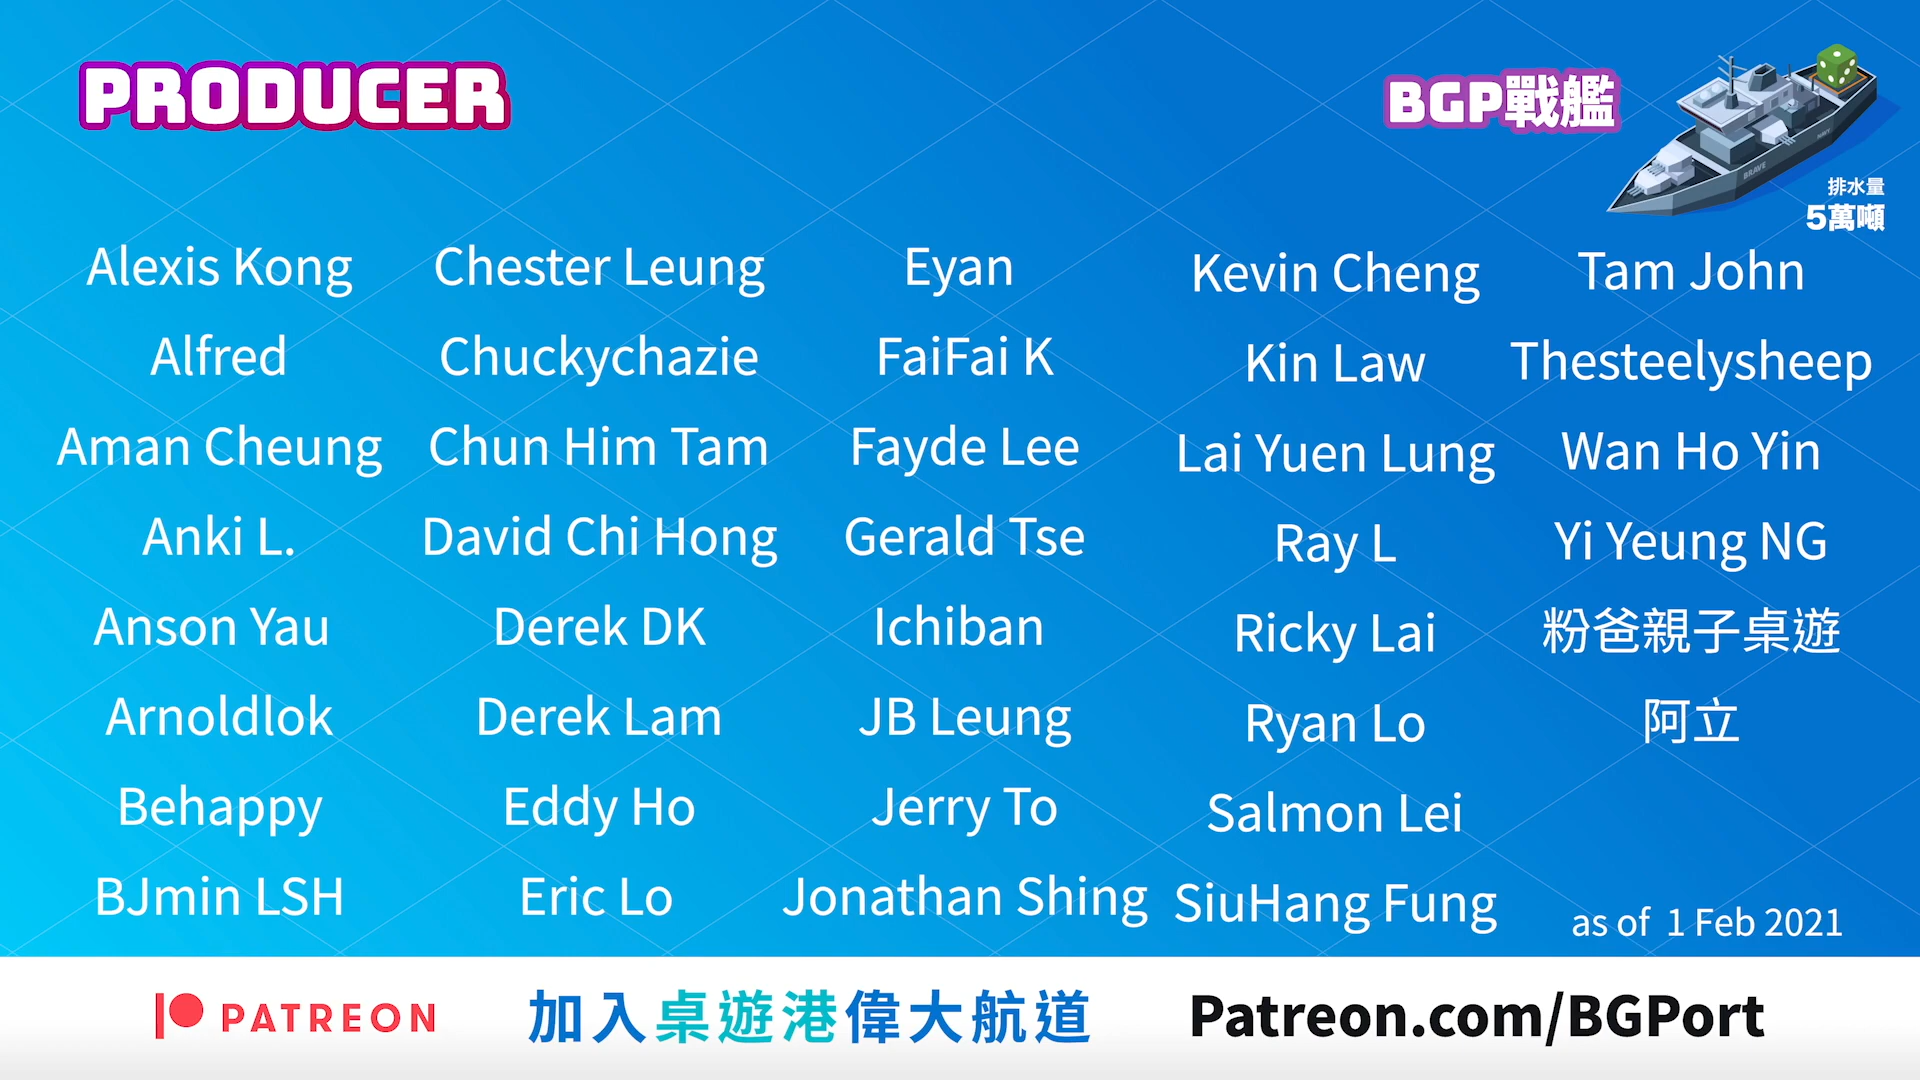 PRODUCER
BGP戰艦
BRAVE
NAVY
排水量
5萬噸
Alexis Kong
Alfred
Aman Cheung
Anki L.
Anson Yau
Arnoldlok
Behappy
BJmin LSH
Chester Leung
Chuckychazie
Chun Him Tam
David Chi Hong
Derek DK
Derek Lam
Eddy Ho
Eric Lo
Eyan
FaiFai K
Fayde Lee
Gerald Tse
Ichiban
JB Leung
Jerry To
Jonathan Shing
Kevin Cheng
Kin Law
Lai Yuen Lung
Ray L
Ricky Lai
Ryan Lo
Salmon Lei
SiuHang Fung
Tam John
Thesteelysheep
Wan Ho Yin
Yi Yeung NG
粉爸親子桌遊
阿立
as of 1 Feb 2021
PATREON
加入桌遊港偉大航道
Patreon.com/BGPort